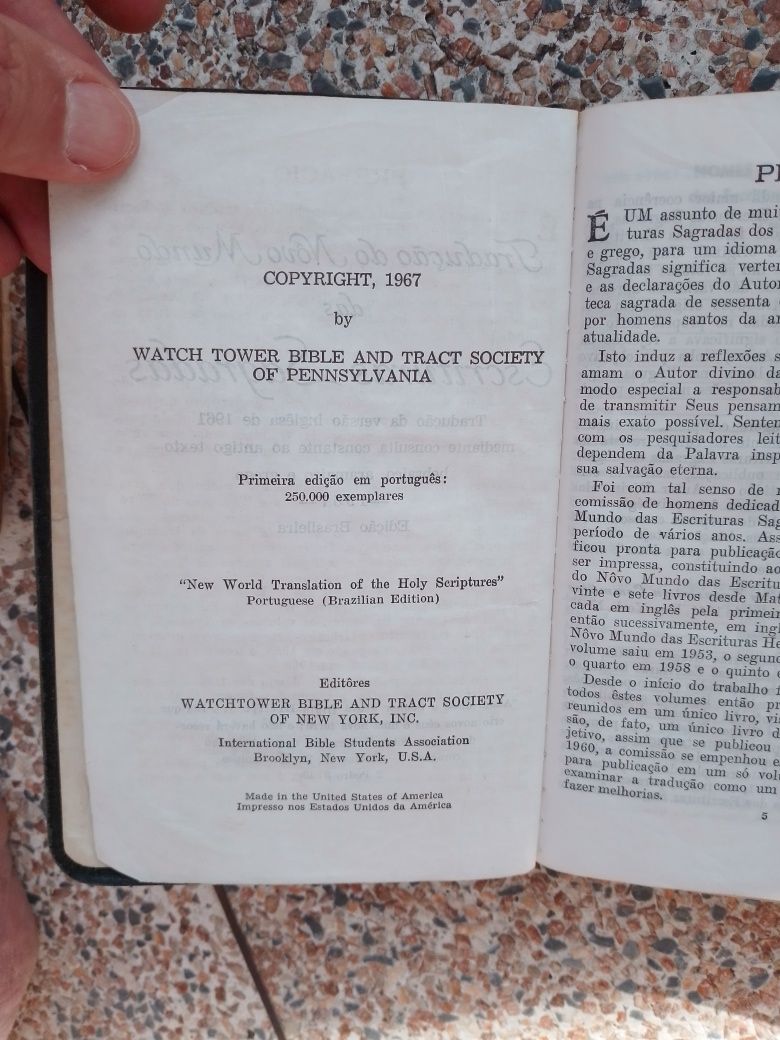 COPYRIGHT, 1967
by
WATCH TOWER BIBLE AND TRACT SOCIETY
OF PENNSYLVANIA
Primeira edição em português:
250.000 exemplares
"New World Translation of the Holy Scriptures"
Portuguese (Brazilian Edition)
Editôres
WATCHTOWER BIBLE AND TRACT SOCIETY
OF NEW YORK, INC.
International Bible Students Association
Brooklyn, New York, U.S.A.
Made in the United States of America
Impresso nos Estados Unidos da América
É UM assunto de mui
turas Sagradas dos
e grego, para um idioma
Sagradas significa verte
e as declarações do Autor
teca sagrada de sessenta
por homens santos da a
atualidade.
Isto induz a reflexões s
amam o Autor divino da
modo especial a responsab
de transmitir Seus pensam
mais exato possível. Senten
com os pesquisadores leit
dependem da Palavra insp
sua salvação eterna.
Foi com tal senso de
comissão de homens dedicad
Mundo das Escrituras Sag
período de vários anos. Ass
ficou pronta para publicação
ser impressa, constituindo ao
do Nôvo Mundo das Escritu
vinte e sete livros desde Mat
cada em inglês pela primei
então sucessivamente, em ingl
Nôvo Mundo das Escrituras He
volume saiu em 1953, o segun
o quarto em 1958 e o quinto
Desde o início do trabalho
todos êstes volumes então pr
reunidos em um único livro, vi
são, de fato, um único livro d
jetivo, assim que se publicou
1960, a comissão se empenhou e
para publicação em um só volu
examinar a tradução como um
fazer melhorias.
5